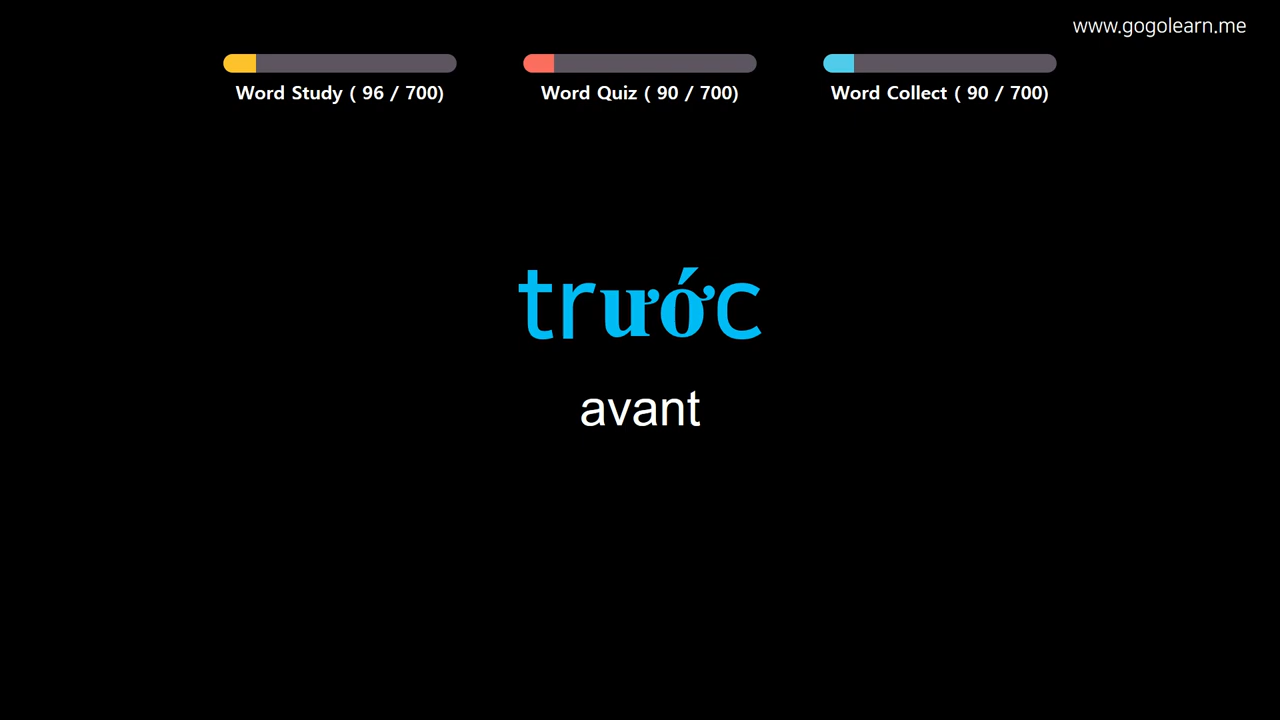 www.gogolearn.me
Word Study ( 96 / 700)
Word Quiz ( 90 / 700)
Word Collect ( 90 / 700)
trước
avant